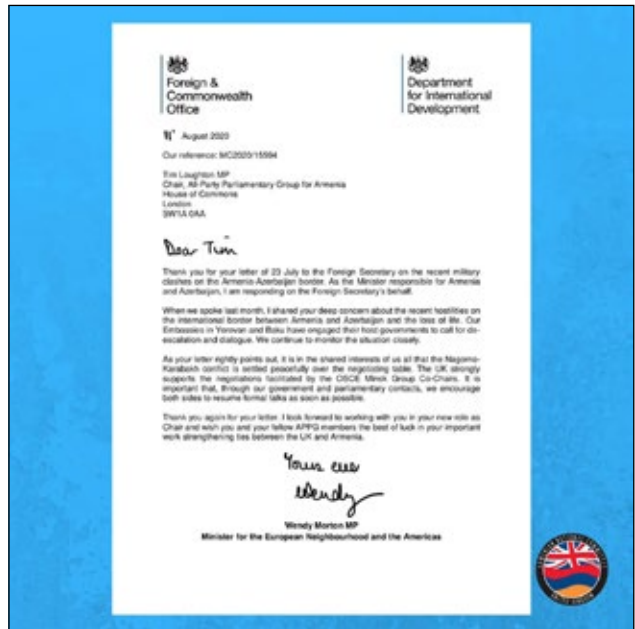 Foreign &
Commonwealth
Office
Department
for International
Development
August 2020
Our reference: MC2020/15594
Tim Loughton MP
Chair, All-Party Parliamentary Group for Armenia
House of Commons
London
SW1A 0AA
Dear Tim
Thank you for your letter of 23 July to the Foreign Secretary on the recent military
clashes on the Armenia-Azerbaijan border. As the Minister responsible for Armenia
and Azerbaijan, I am responding on the Foreign Secretary's behalf.
When we spoke last month, I shared your deep concern about the recent hostilities on
the international border between Armenia and Azerbaijan and the loss of life. Our
Embassies in Yerevan and Baku have engaged their host governments to call for de-
escalation and dialogue. We continue to monitor the situation closely.
As your letter rightly points out, it is in the shared interests of us all that the Nagorno-
Karabakh conflict is settled peacefully over the negotiating table. The UK strongly
supports the negotiations facilitated by the OSCE Minsk Group Co-Chairs. It is
important that, through our government and parliamentary contacts, we encourage
both sides to resume formal talks as soon as possible.
Thank you again for your letter. I look forward to working with you in your new role as
Chair and wish you and your fellow APPG members the best of luck in your important
work strengthening ties between the UK and Armenia.
Yours
Wendy
Wendy Morton MP
Minister for the European Neighbourhood and the Americas